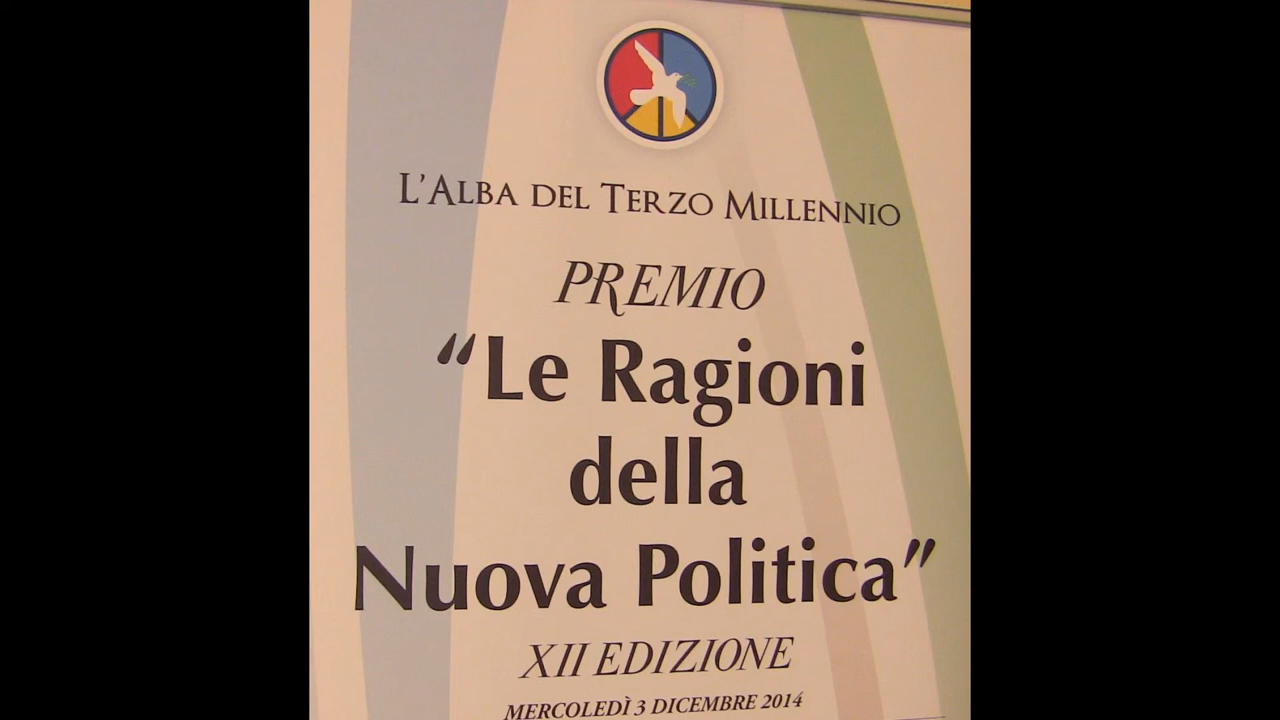 L'Alba del Terzo Millennio
PREMIO
“Le Ragioni
della
Nuova Politica”
XII EDIZIONE
MERCOLEDÌ 3 DICEMBRE 2014